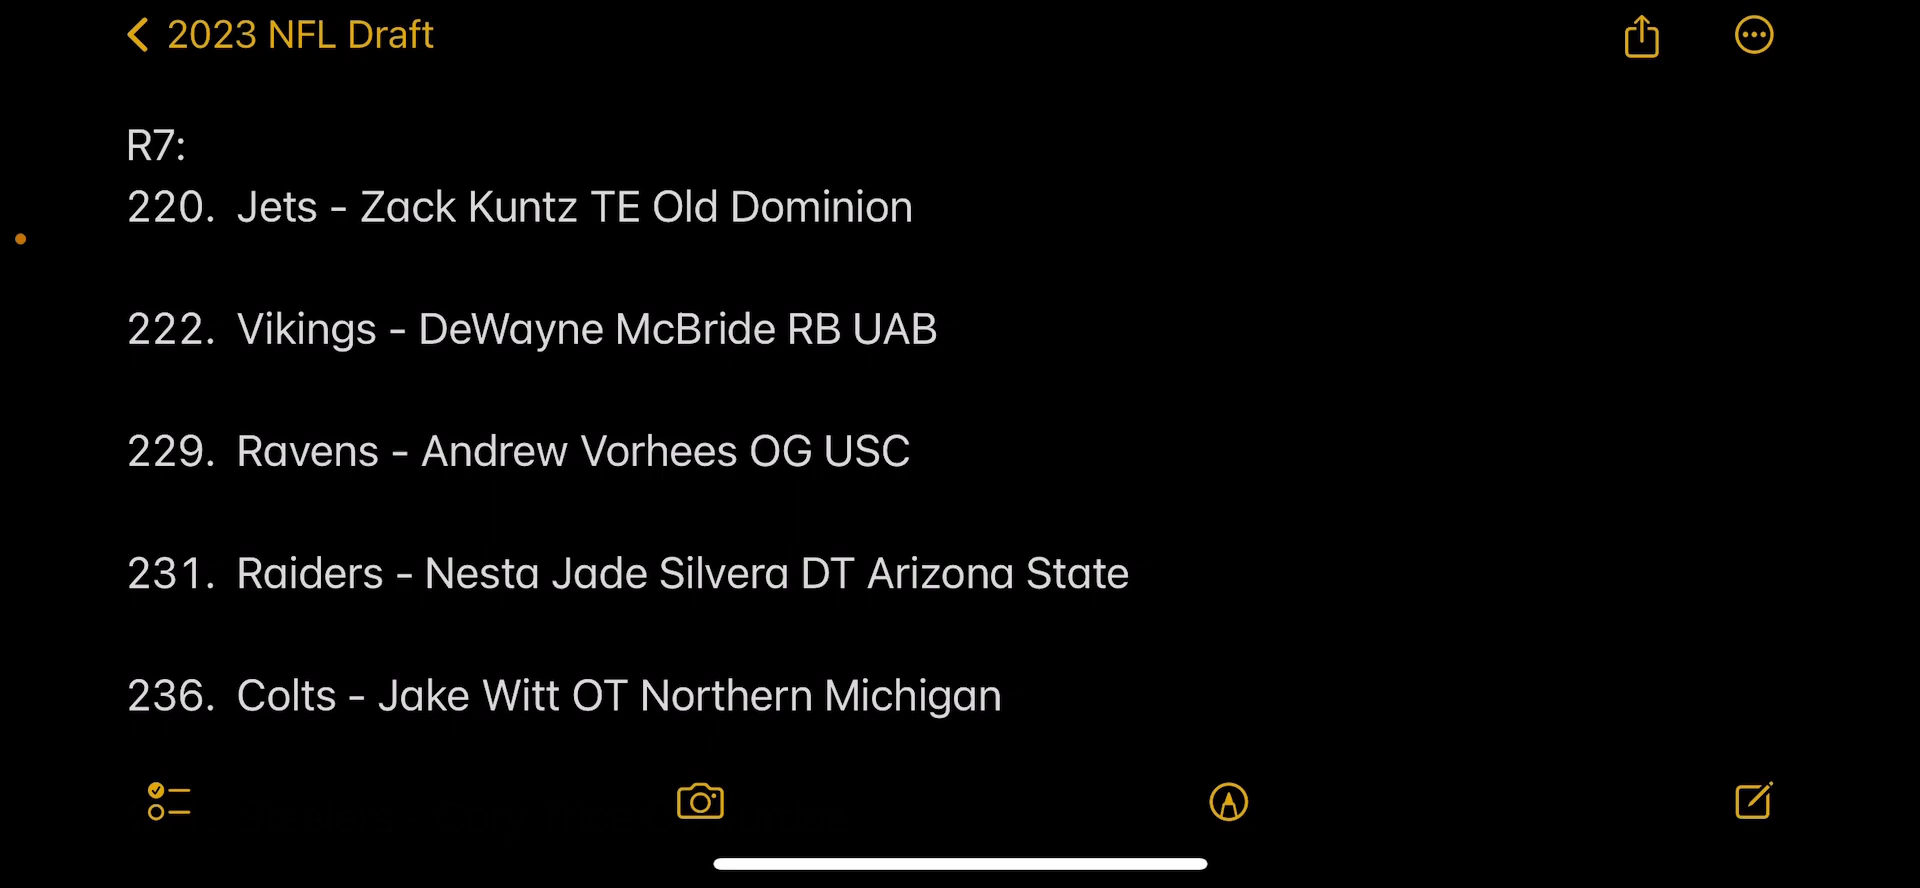 2023 NFL Draft
R7:
220. Jets - Zack Kuntz TE Old Dominion
222. Vikings - DeWayne McBride RB UAB
229. Ravens - Andrew Vorhees OG USC
231. Raiders - Nesta Jade Silvera DT Arizona State
236. Colts - Jake Witt OT Northern Michigan